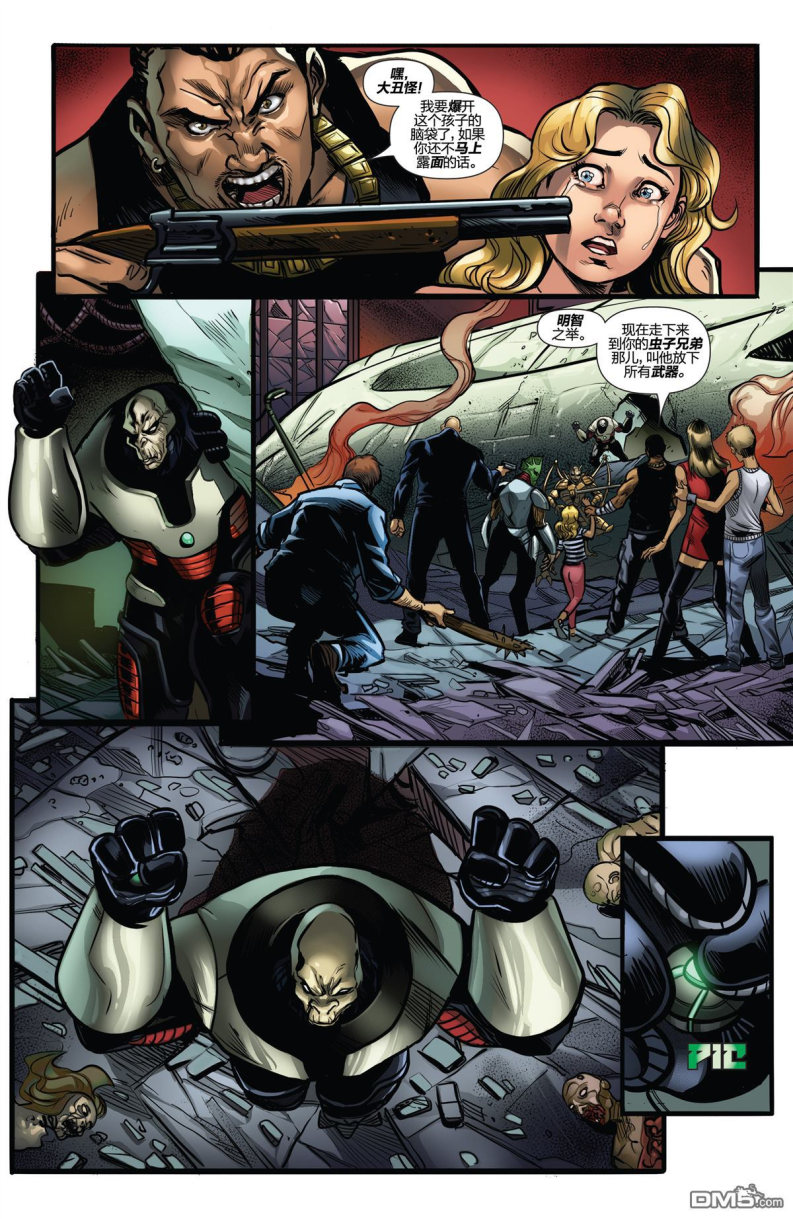 嘿，
大丑怪！
我要爆开
这个孩子的
脑袋了，如果
你还不马上
露面的话。
明智
之举。
现在走下来
到你的虫子兄弟
那儿，叫他放下
所有武器。
PIC
DM5.com